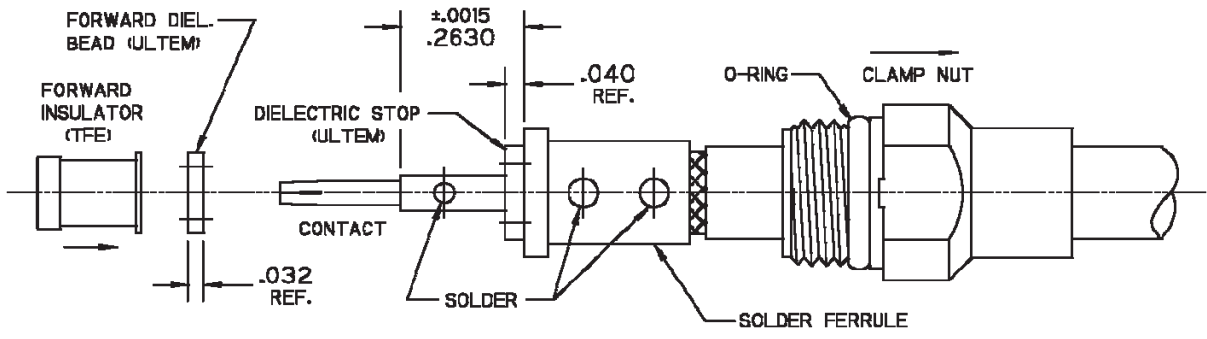 FORWARD DIEL.
BEAD (ULTEM)
±.0015
.2630
.040
REF.
O-RING
CLAMP NUT
FORWARD
INSULATOR
(TFE)
DIELECTRIC STOP
(ULTEM)
CONTACT
.032
REF.
SOLDER
SOLDER FERRULE